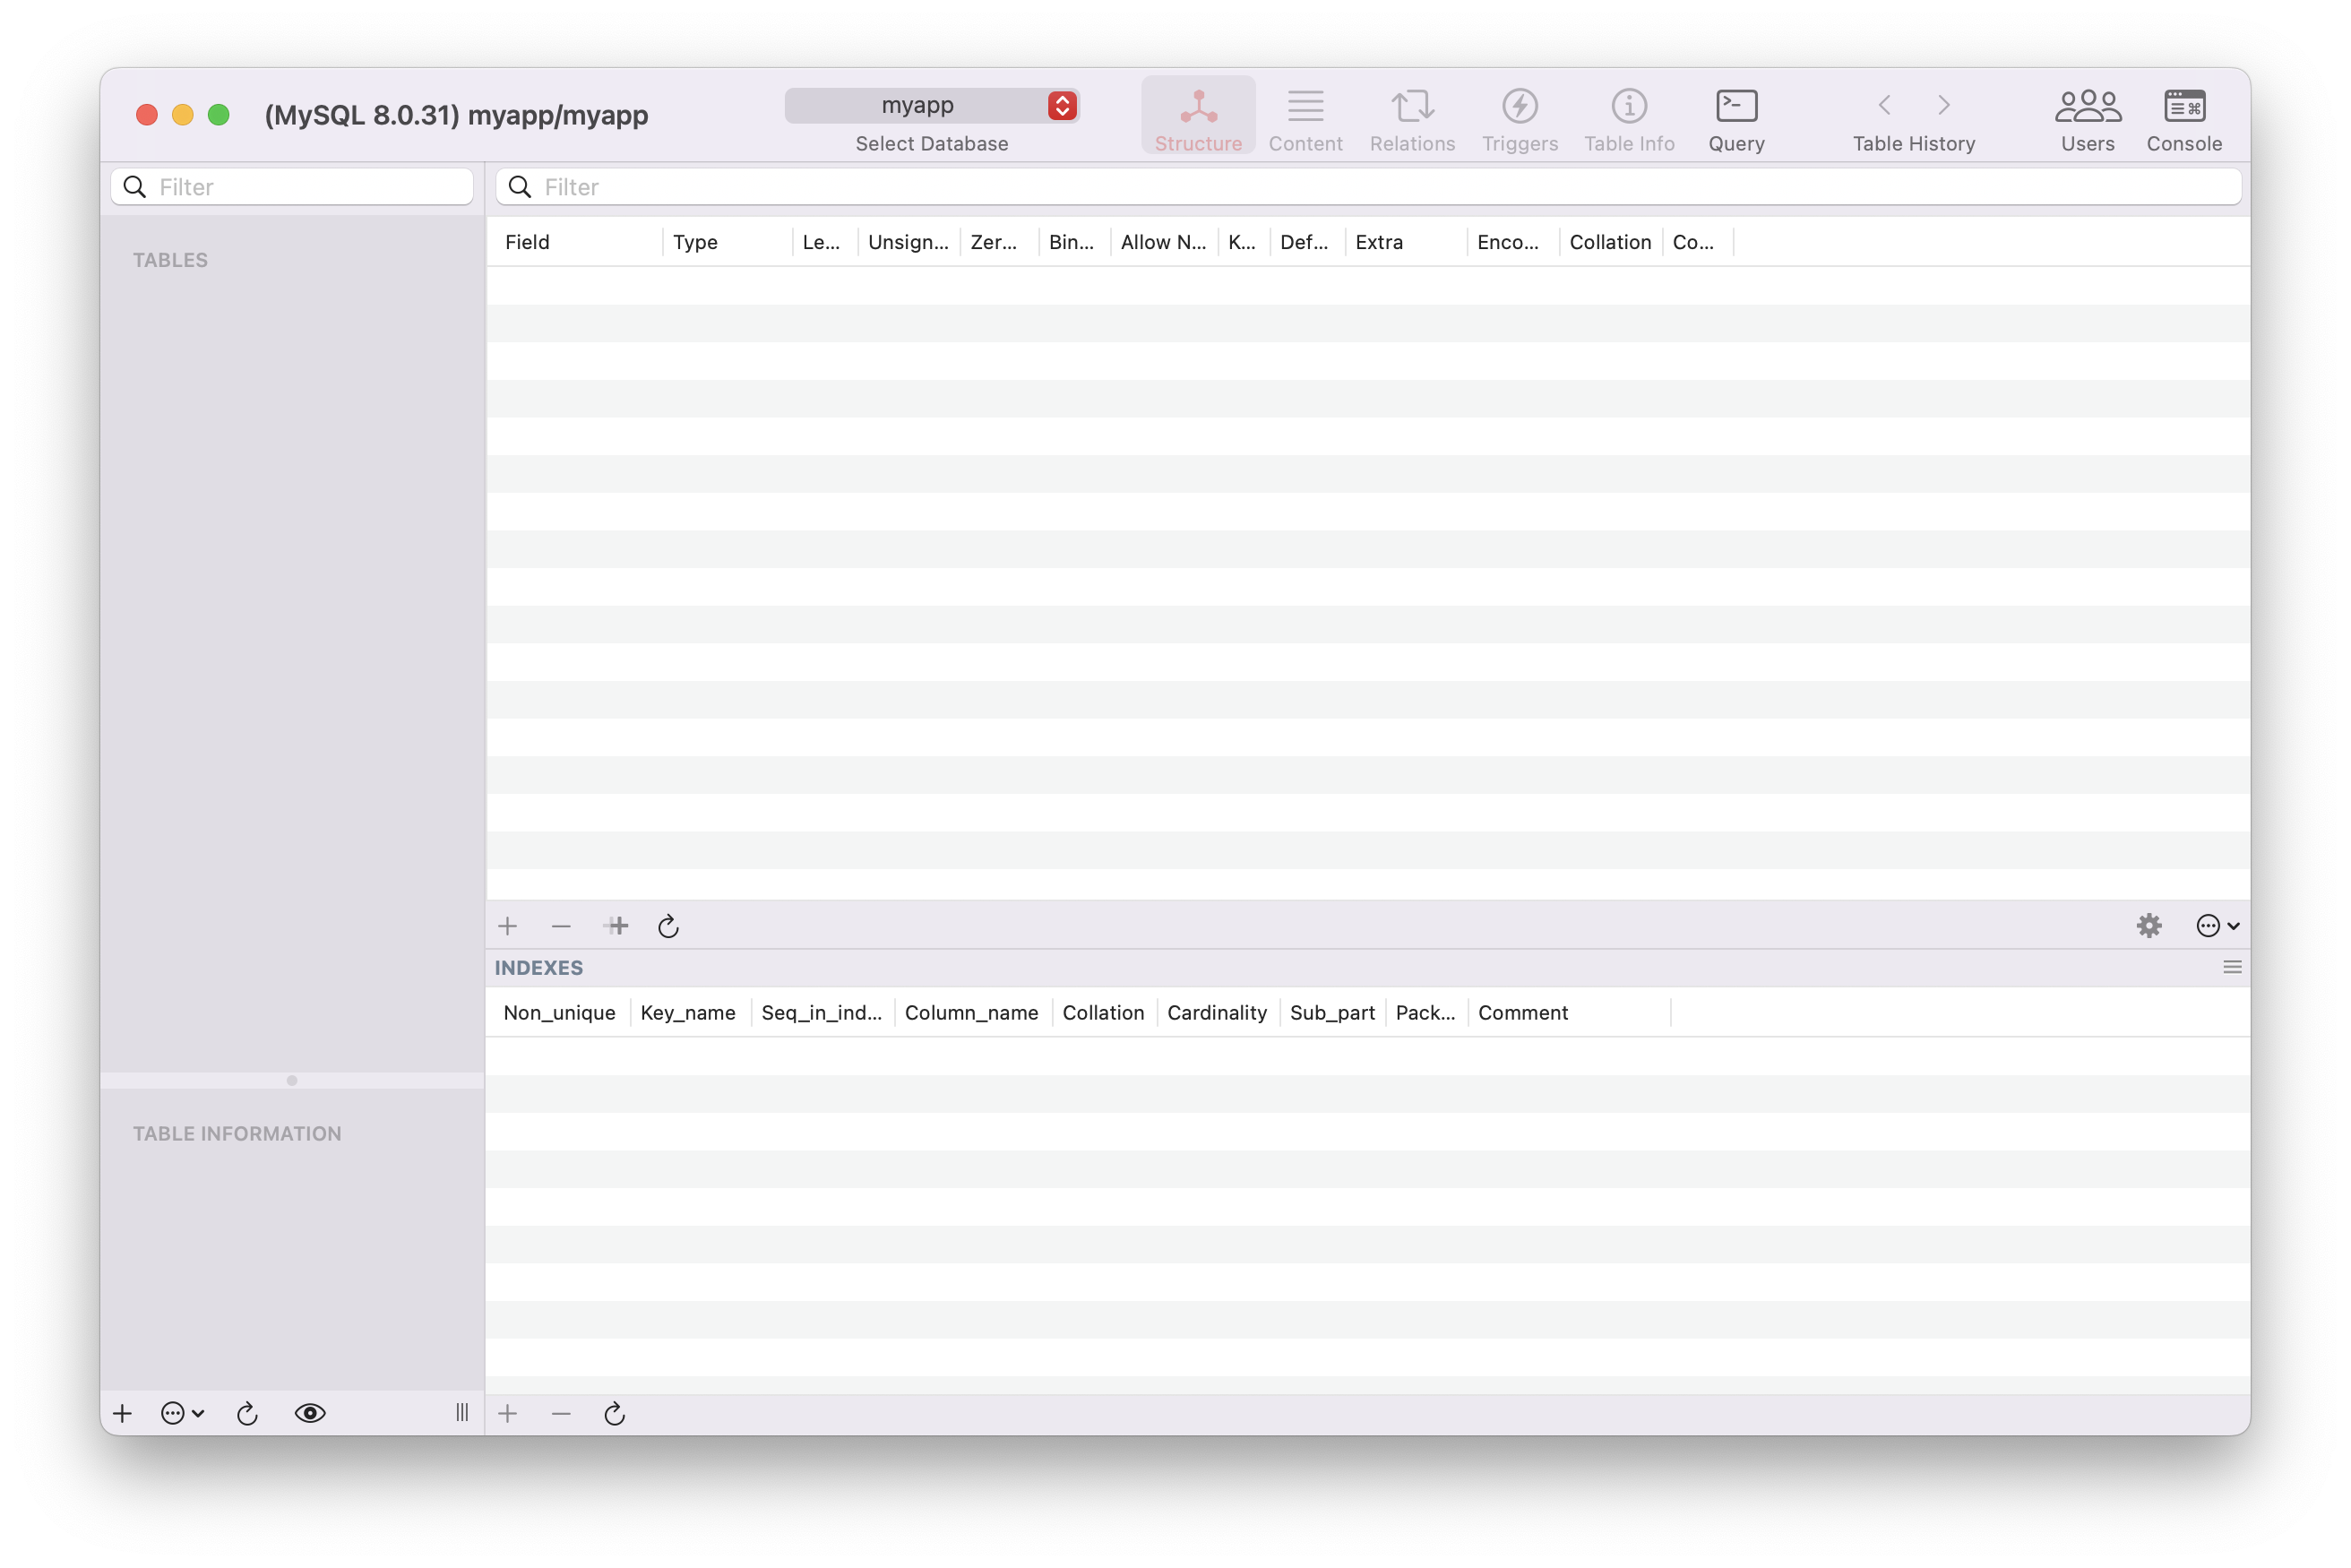 (MySQL 8.0.31) myapp/myapp
myapp
Select Database
Structure
Content
Relations
Triggers
Table Info
Query
Table History
Users
Console
Filter
Filter
TABLES
Field Type Le... Unsign... Zer... Bin... Allow N... K... Def... Extra Enco... Collation Co...
INDEXES
Non_unique Key_name Seq_in_ind... Column_name Collation Cardinality Sub_part Pack... Comment
TABLE INFORMATION